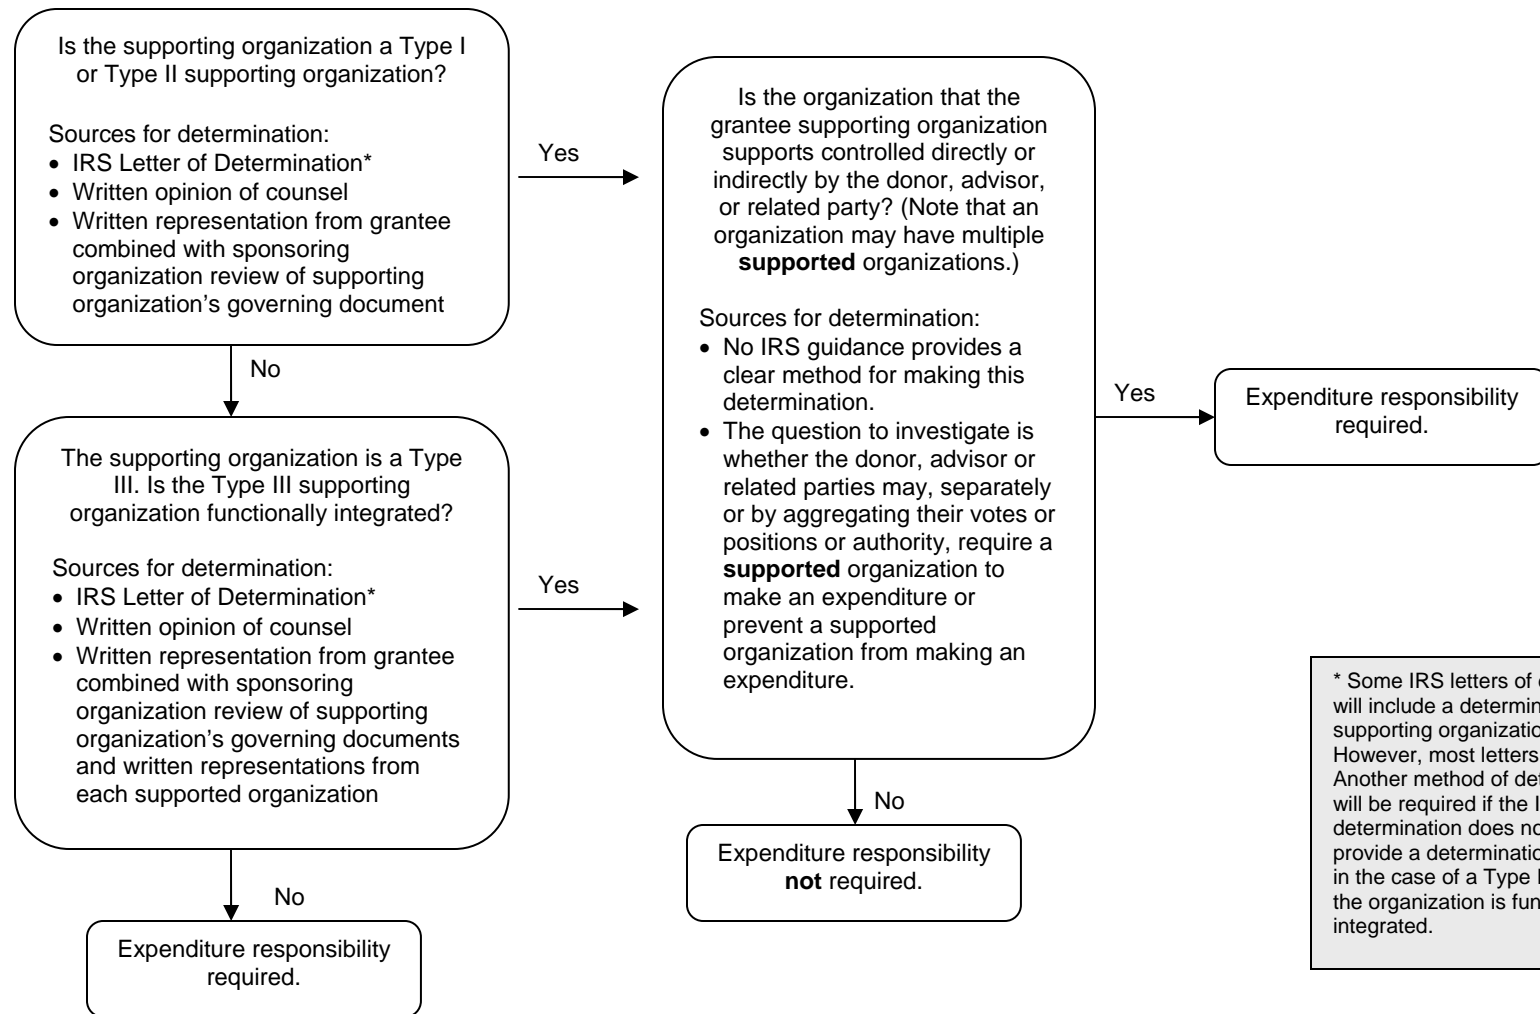 Is the supporting organization a Type I
or Type II supporting organization?
Sources for determination:
• IRS Letter of Determination*
• Written opinion of counsel
• Written representation from grantee
combined with sponsoring
organization review of supporting
organization’s governing document
Yes
No
The supporting organization is a Type
III. Is the Type III supporting
organization functionally integrated?
Sources for determination:
• IRS Letter of Determination*
• Written opinion of counsel
• Written representation from grantee
combined with sponsoring
organization review of supporting
organization’s governing documents
and written representations from
each supported organization
Yes
No
Expenditure responsibility
required.
Is the organization that the
grantee supporting organization
supports controlled directly or
indirectly by the donor, advisor,
or related party? (Note that an
organization may have multiple
supported organizations.)
Sources for determination:
• No IRS guidance provides a
clear method for making this
determination.
• The question to investigate is
whether the donor, advisor or
related parties may, separately
or by aggregating their votes or
positions or authority, require a
supported organization to
make an expenditure or
prevent a supported
organization from making an
expenditure.
Yes
No
Expenditure responsibility
not required.
Expenditure responsibility
required.
* Some IRS letters of
will include a
supporting
However, most letters
Another method of
will be required if the
determination does
provide a
in the case of a Type
the organization is
integrated.